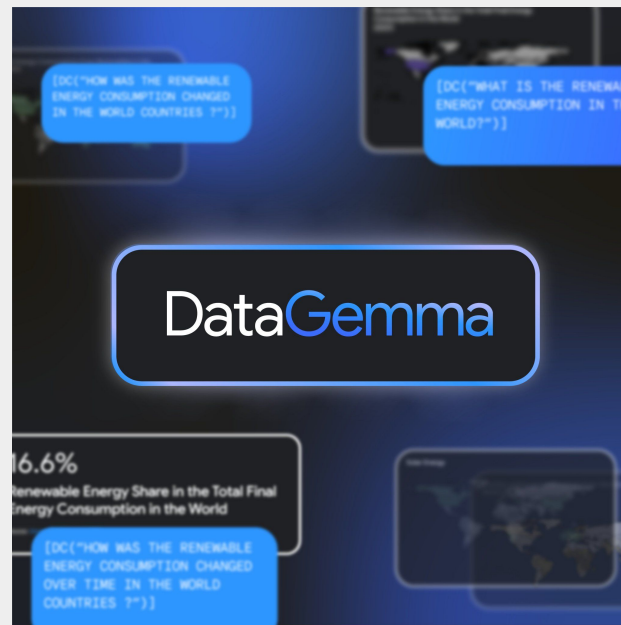 [DC("HOW WAS THE RENEWABLE
ENERGY CONSUMPTION CHANGED
IN THE WORLD COUNTRIES ?")]
[DC("WHAT IS THE
ENERGY CONSUMPTION IN
WORLD?")]
DataGemma
16.6%
Renewable Energy Share in the Total Final
Energy Consumption in the World
[DC("HOW WAS THE RENEWABLE
ENERGY CONSUMPTION CHANGED
OVER TIME IN THE WORLD
COUNTRIES ?")]